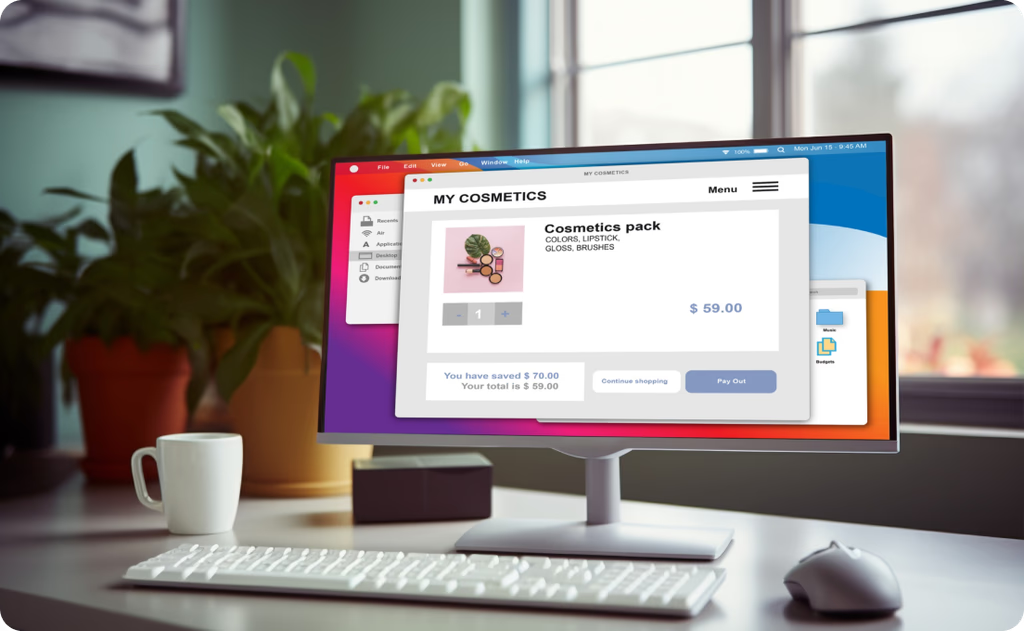 File Edit View Go Window Help
100% Mon Jun 15 - 9:45 AM
MY COSMETICS
MY COSMETICS
Menu
Recents
Air
Applicatio
Desktop
Documen
Download
Cosmetics pack
COLORS, LIPSTICK,
GLOSS, BRUSHES
- 1 +
$ 59.00
You have saved $ 70.00
Your total is $ 59.00
Continue shopping
Pay Out
Music
Budgets